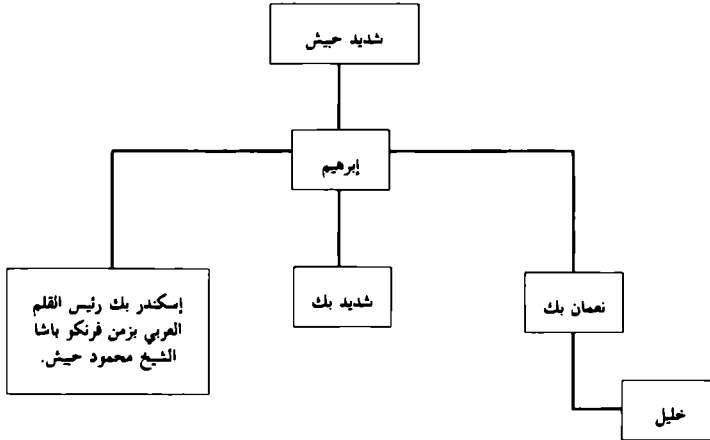 شديد حبيش
إبرهيم
نعمان بك
شديد بك
إسكندر بك رئيس القلم
العربي بزمن فرنكو باشا
الشيخ محمود حبيش.
خليل